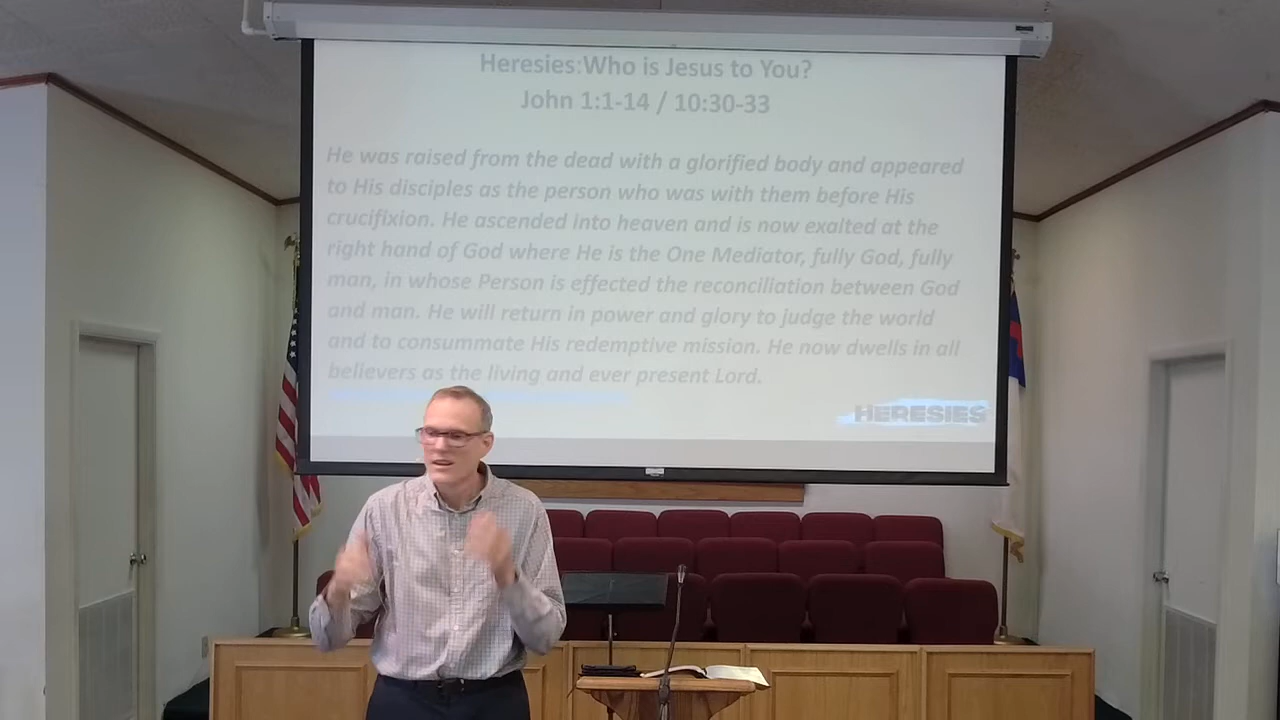 Heresies:Who is Jesus to You?
John 1:1-14 / 10:30-33
He was raised from the dead with a glorified body and appeared
to His disciples as the person who was with them before His
crucifixion. He ascended Into heaven and is now exalted at the
right hand of God where He is the One Mediator, fully God, fully
man, in whose Person is effected the reconciliation between God
and man. He will return in power and glory to judge the world
and to consummate His redemptive mission. He now dwells in all
believers as the living and ever present Lord.
HERESIES